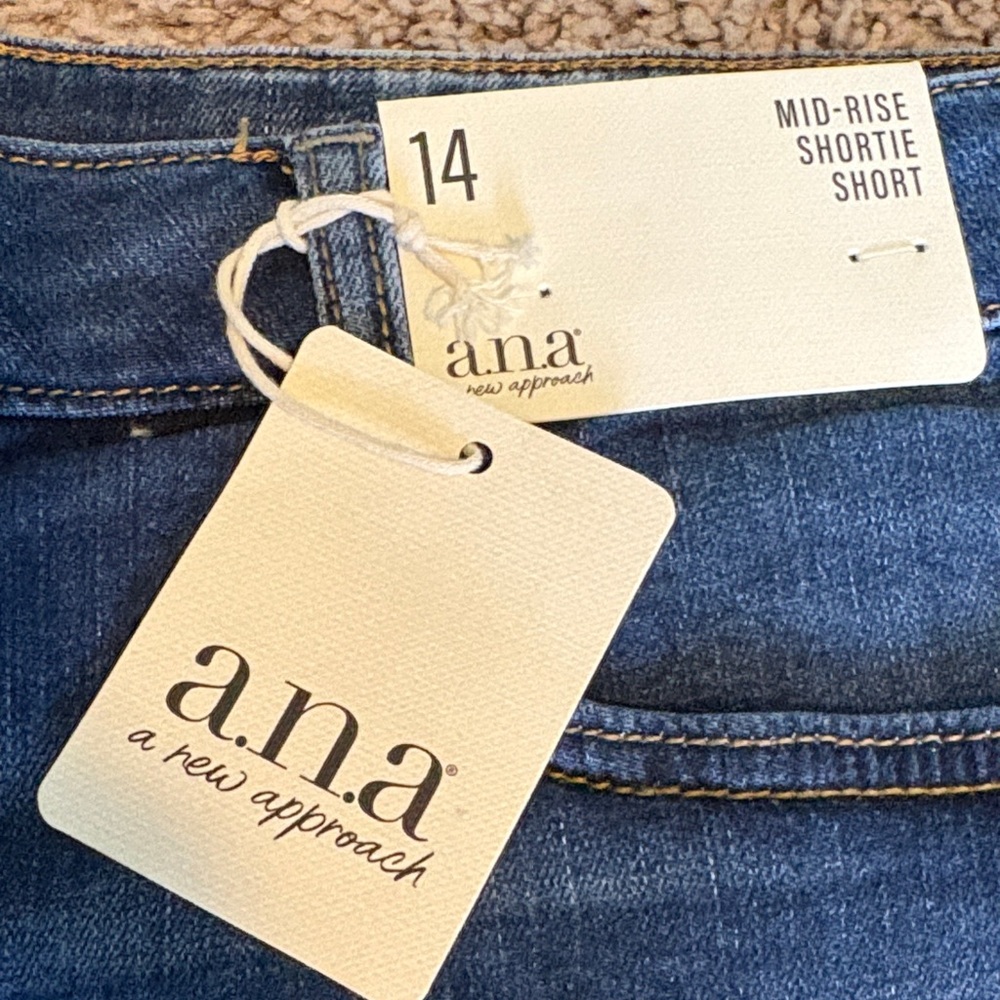 14
MID-RISE
SHORTIE
SHORT
a.n.a®
new approach
a.n.a®
a new approach